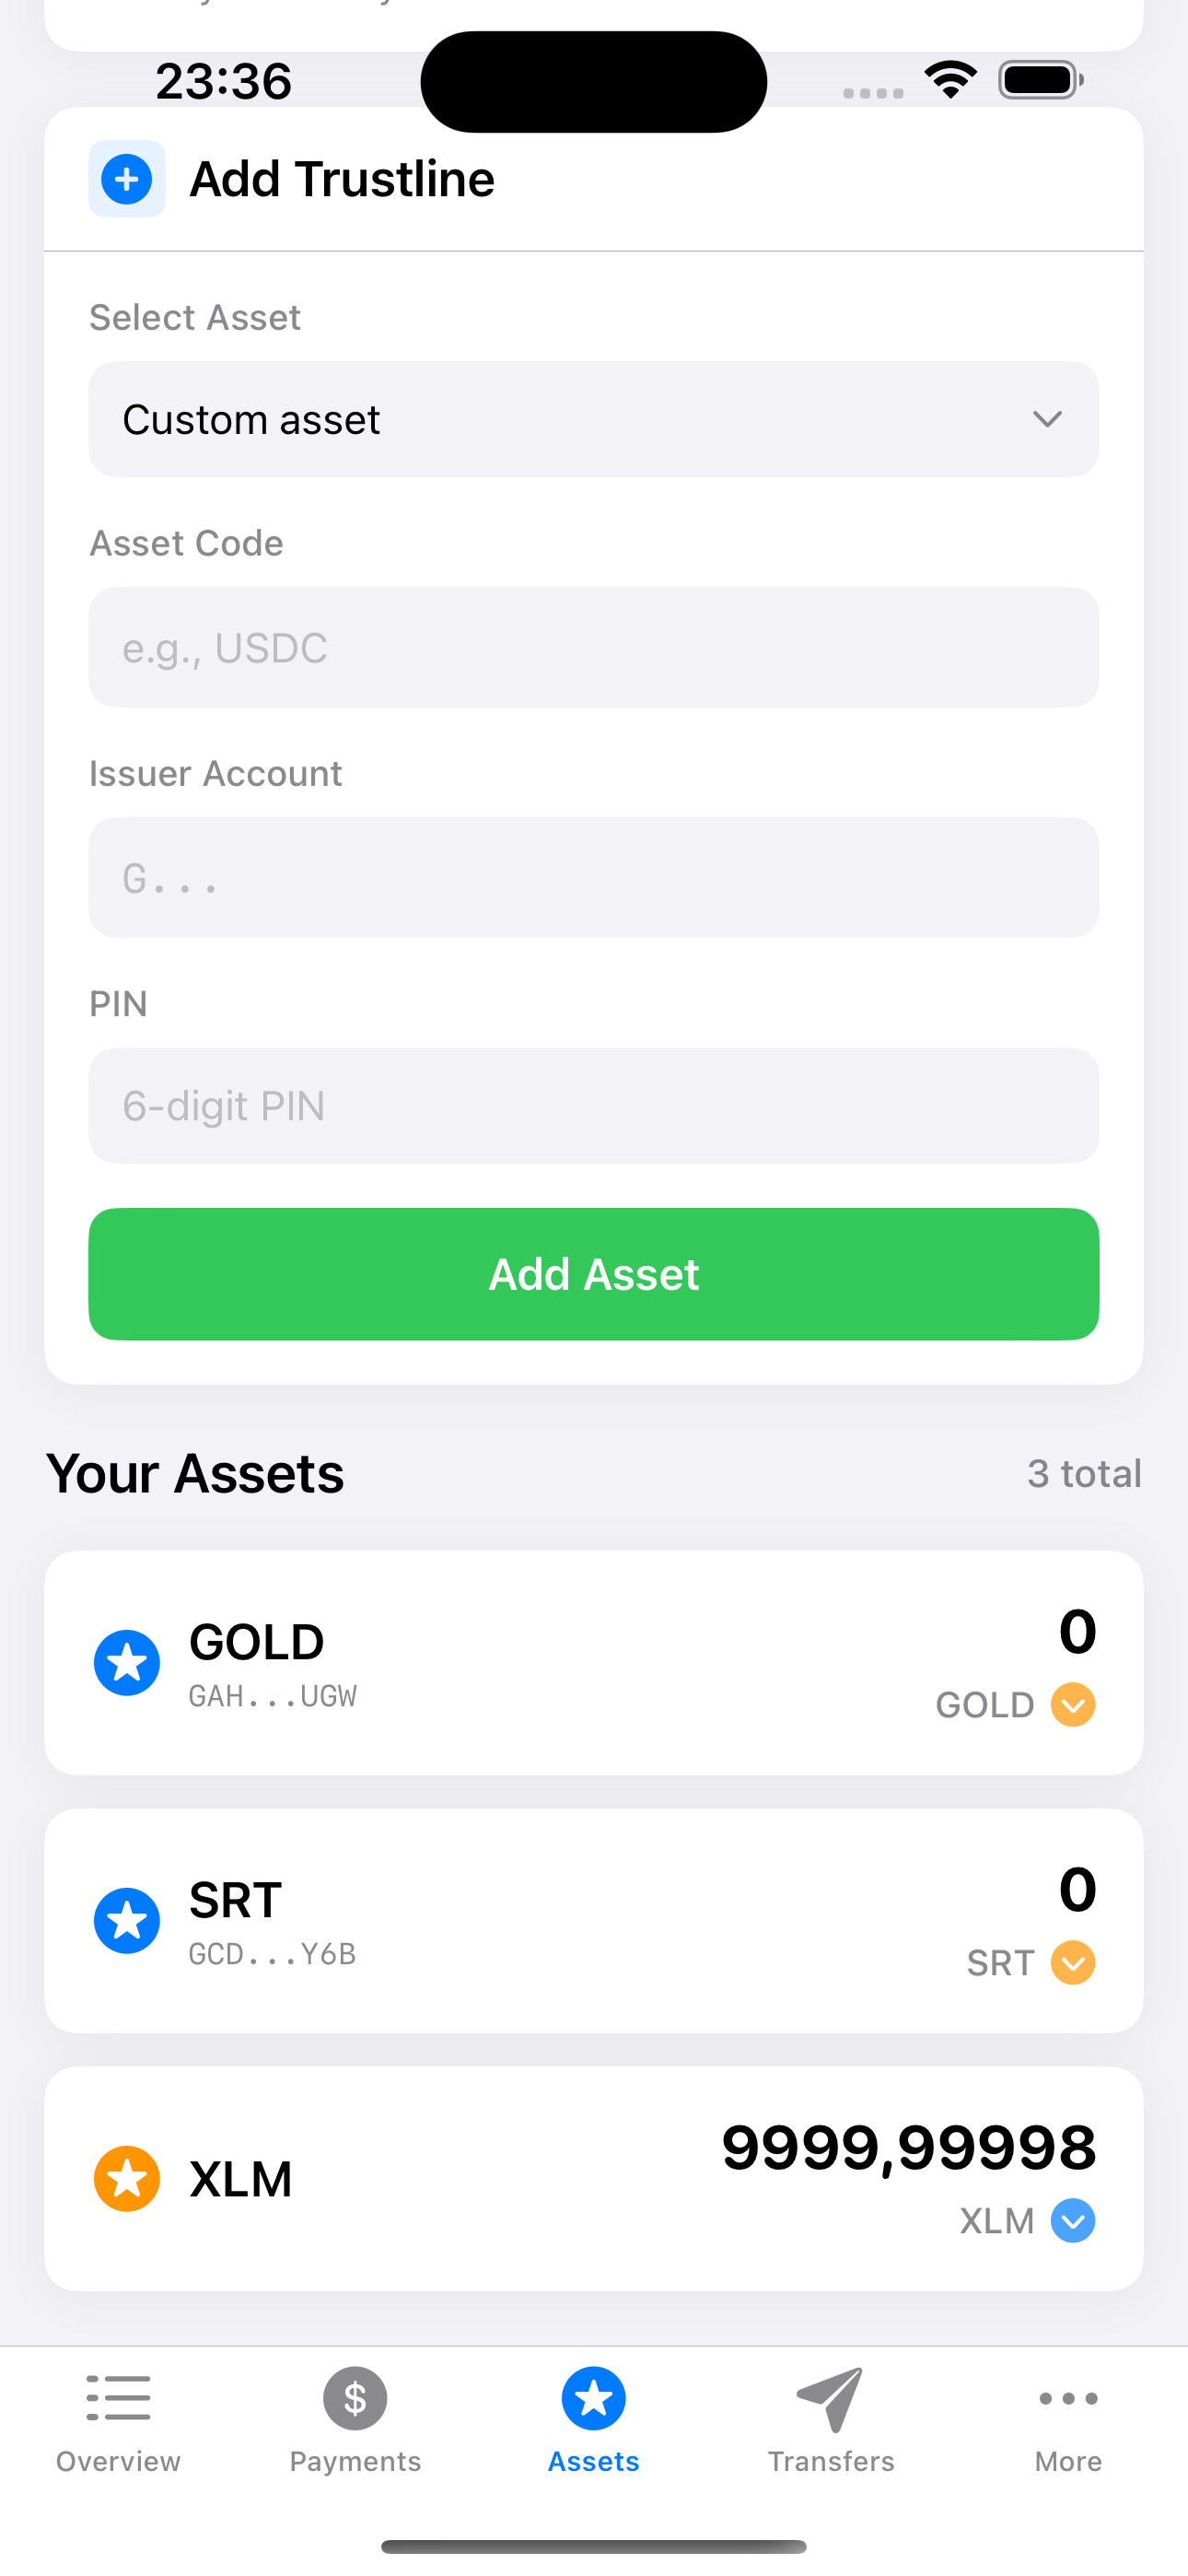 23:36
Add Trustline
Select Asset
Custom asset
Asset Code
e.g., USDC
Issuer Account
G...
PIN
6-digit PIN
Add Asset
Your Assets
3 total
GOLD
GAH...UGW
0
GOLD
SRT
GCD...Y6B
0
SRT
XLM
9999,99998
XLM
Overview
Payments
Assets
Transfers
More